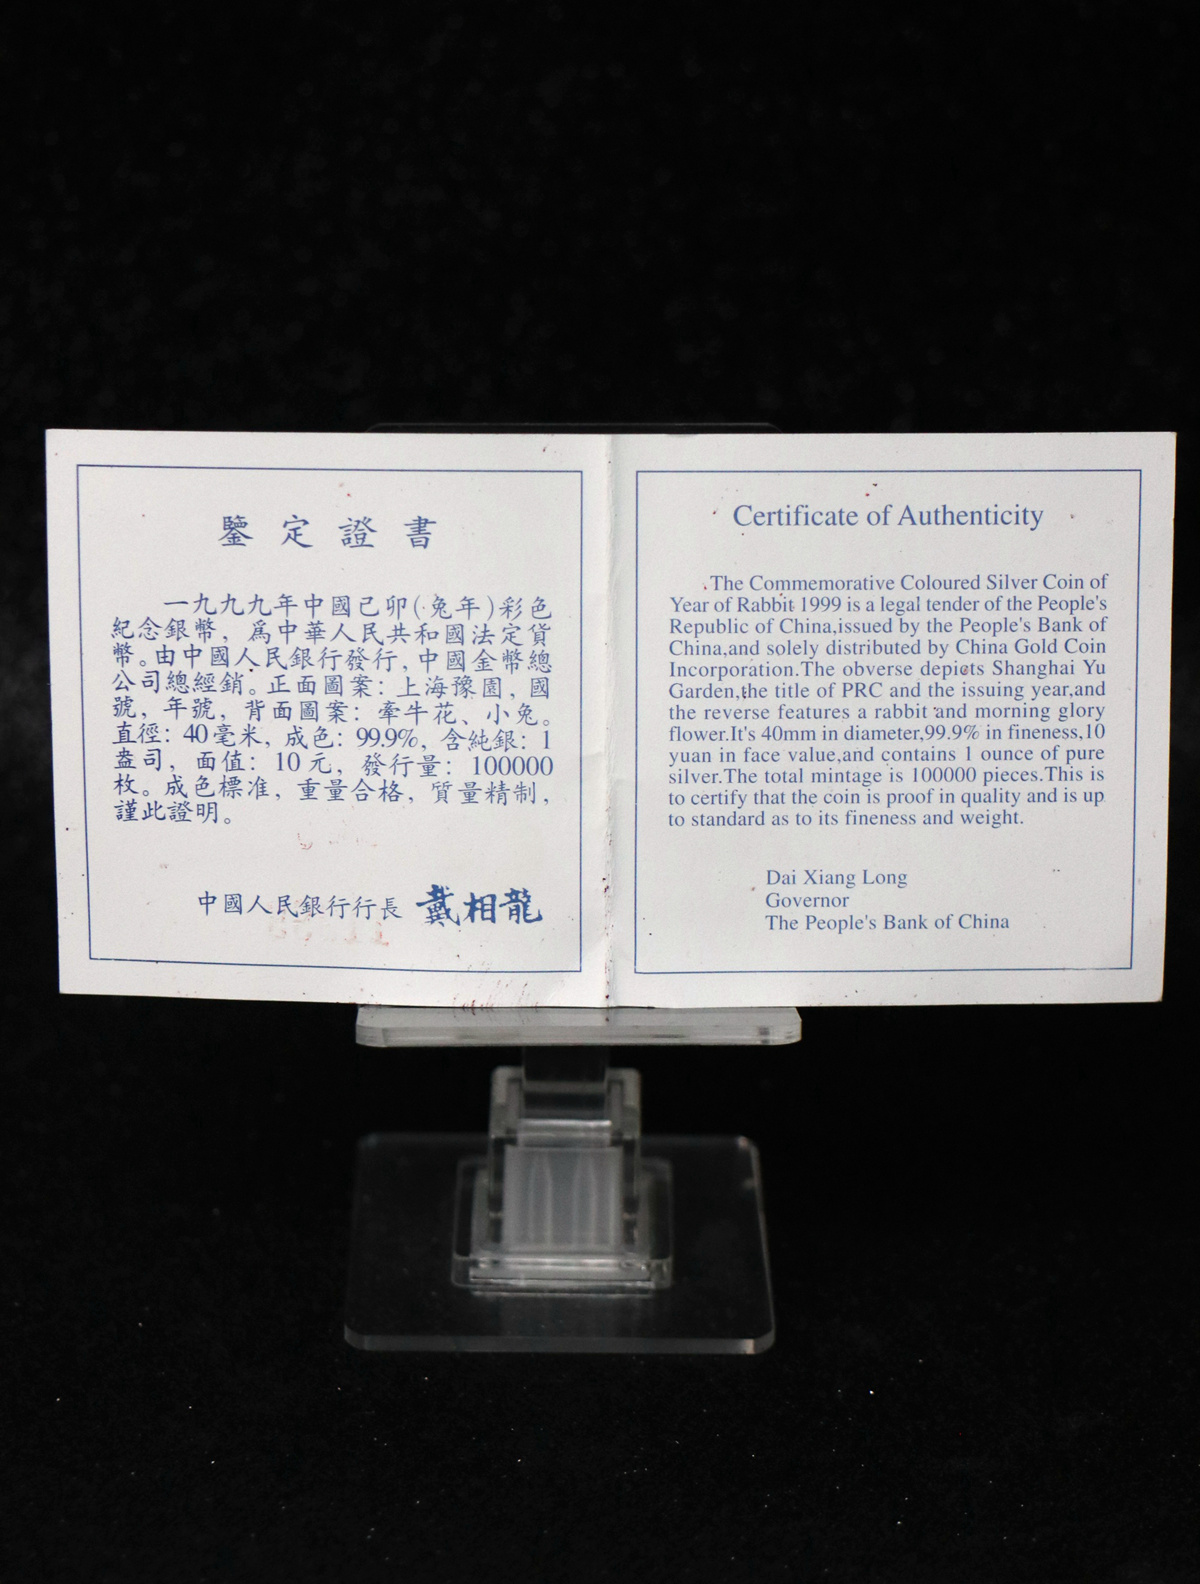 鑒定證書
一九九九年中國己卯(兔年)彩色
紀念銀幣，爲中華人民共和國法定貨
幣。由中國人民銀行發行，中國金幣總
公司總經銷。正面圖案：上海豫園，國
號，年號，背面圖案：牽牛花、小兔。
直徑：40毫米，成色：99.9%，含純銀：1
盎司，面值：10元，發行量：100000
枚。成色標准，重量合格，質量精制，
謹此證明。
中國人民銀行行長 戴相龍
Certificate of Authenticity
The Commemorative Coloured Silver Coin of
Year of Rabbit 1999 is a legal tender of the People's
Republic of China,issued by the People's Bank of
China,and solely distributed by China Gold Coin
Incorporation.The obverse depicts Shanghai Yu
Garden,the title of PRC and the issuing year,and
the reverse features a rabbit and morning glory
flower.It's 40mm in diameter,99.9% in fineness,10
yuan in face value,and contains 1 ounce of pure
silver.The total mintage is 100000 pieces.This is
to certify that the coin is proof in quality and is up
to standard as to its fineness and weight.
Dai Xiang Long
Governor
The People's Bank of China